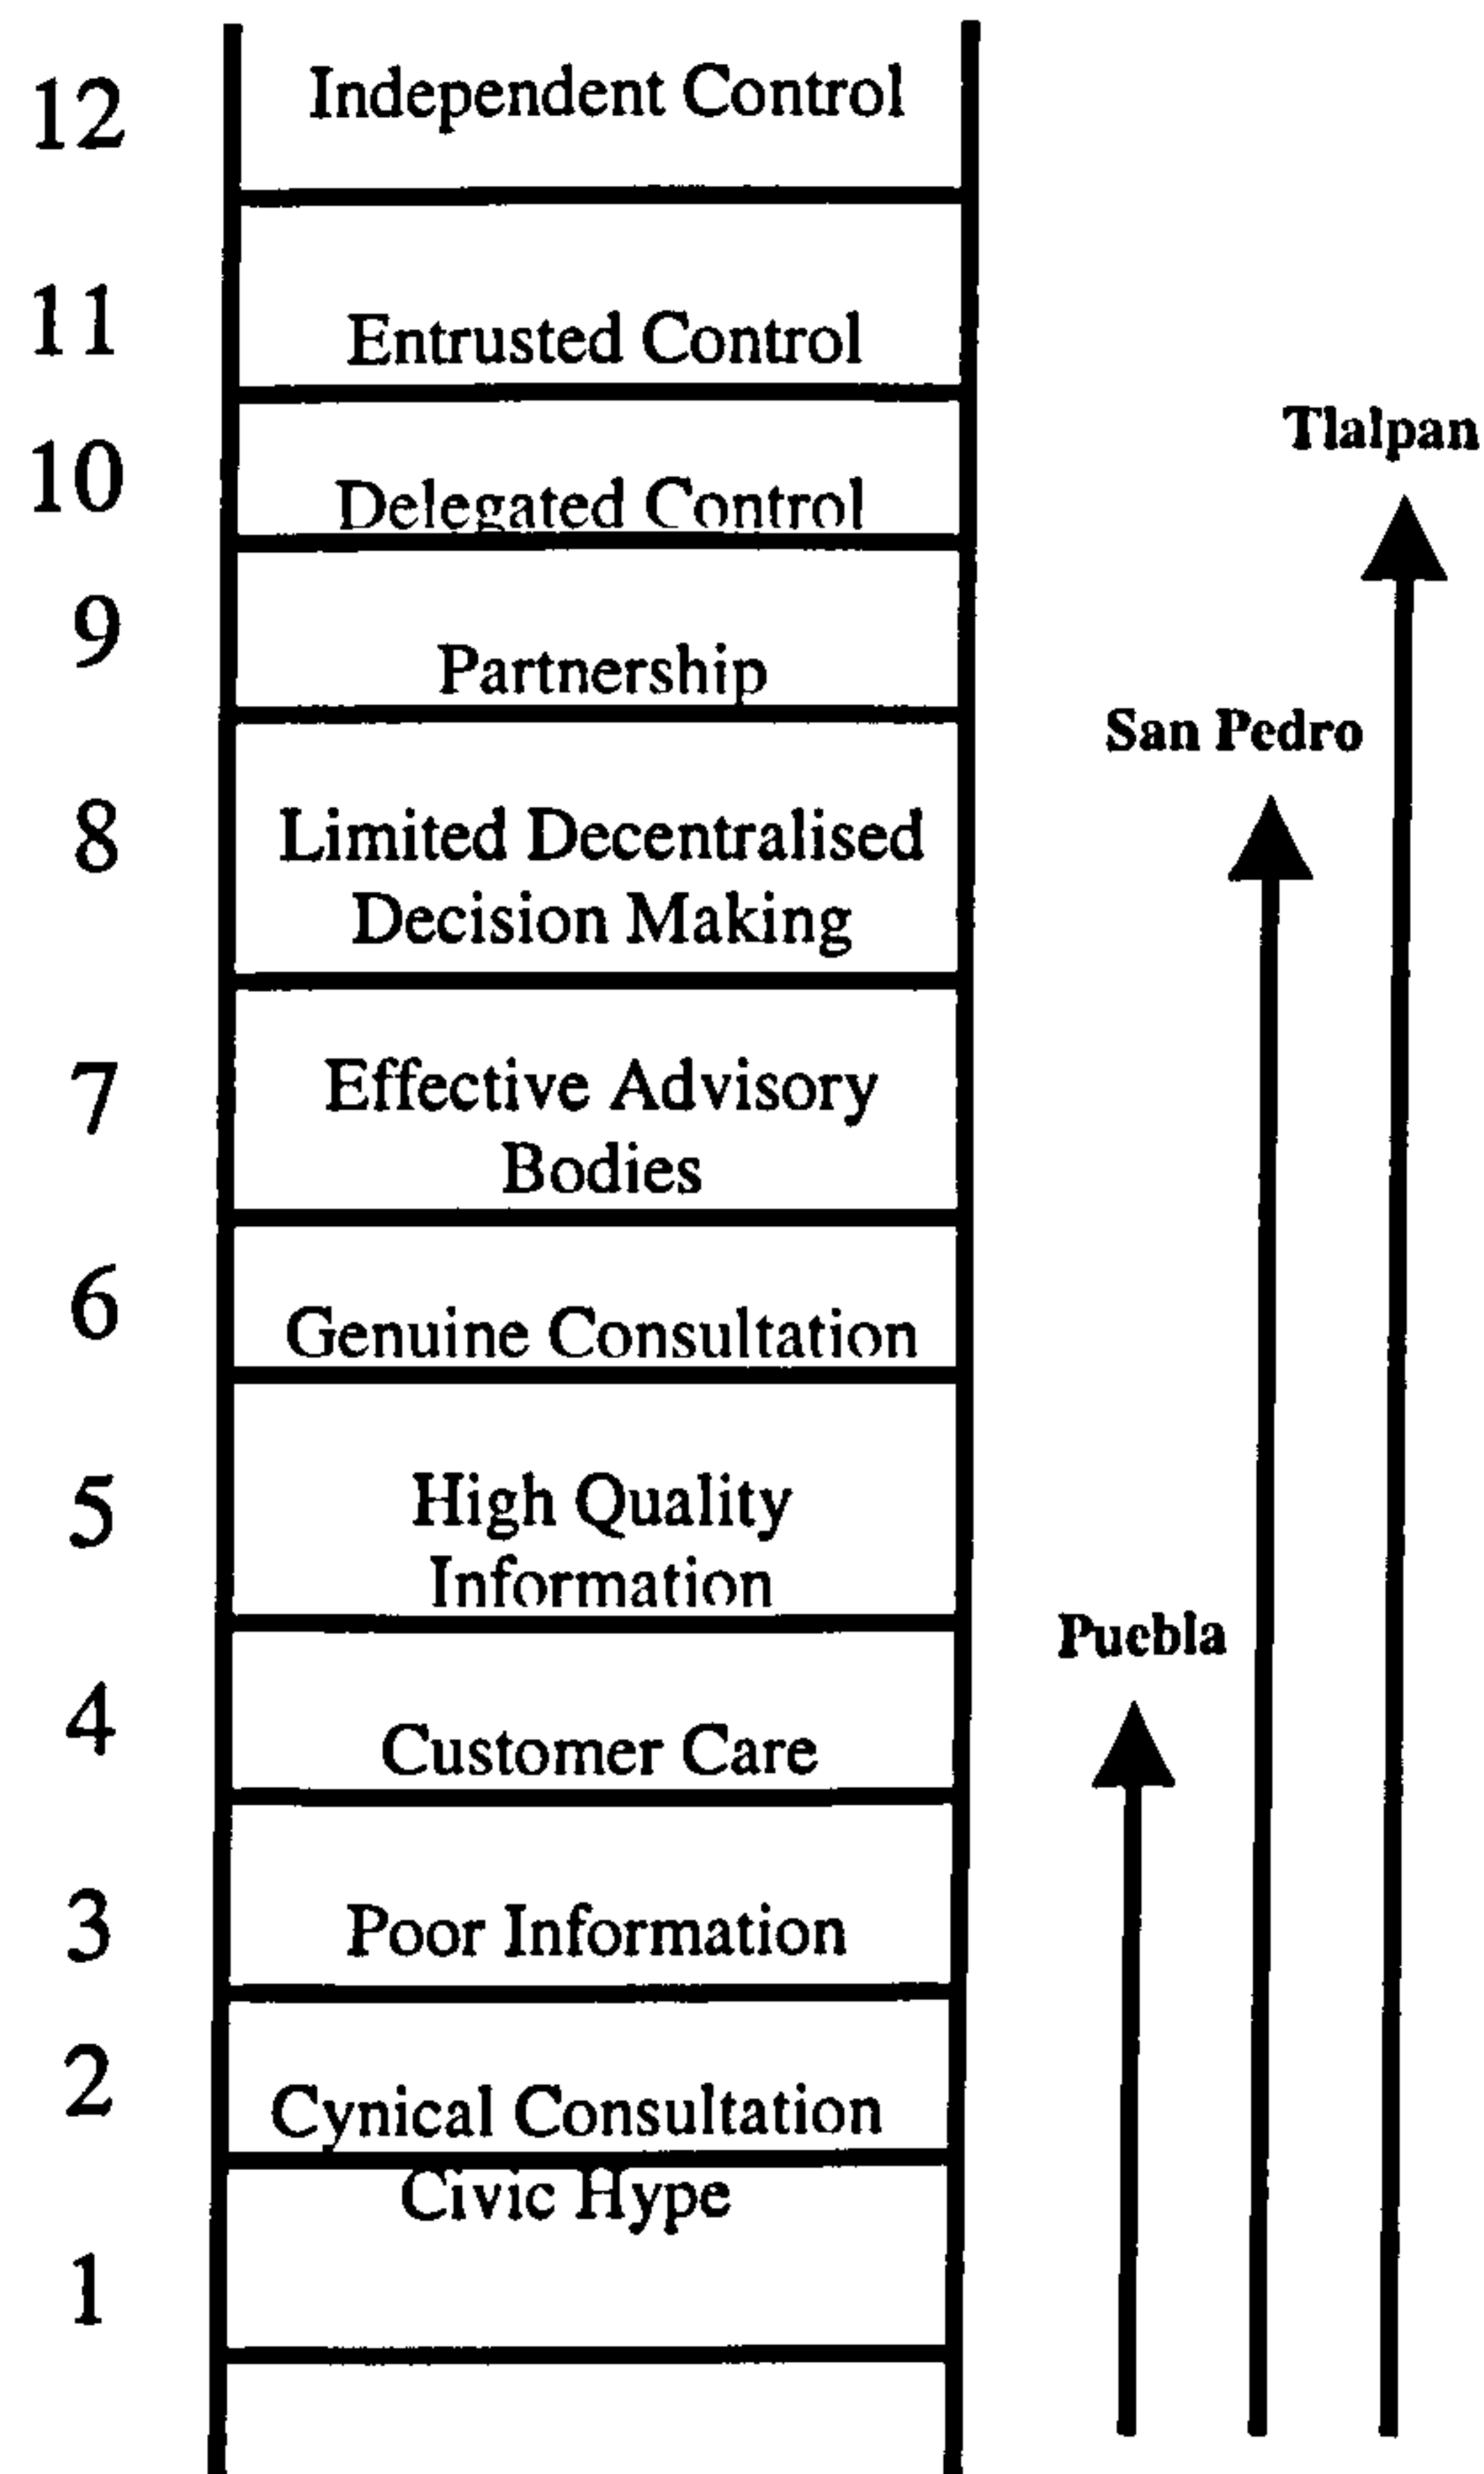 12 Independent Control
11 Entrusted Control
Tlalpan
10 Delegated Control
9 Partnership
San Pedro
8 Limited Decentralised
Decision Making
7 Effective Advisory
Bodies
6 Genuine Consultation
5 High Quality
Information
Puebla
4 Customer Care
3 Poor Information
2 Cynical Consultation
Civic Hype
1